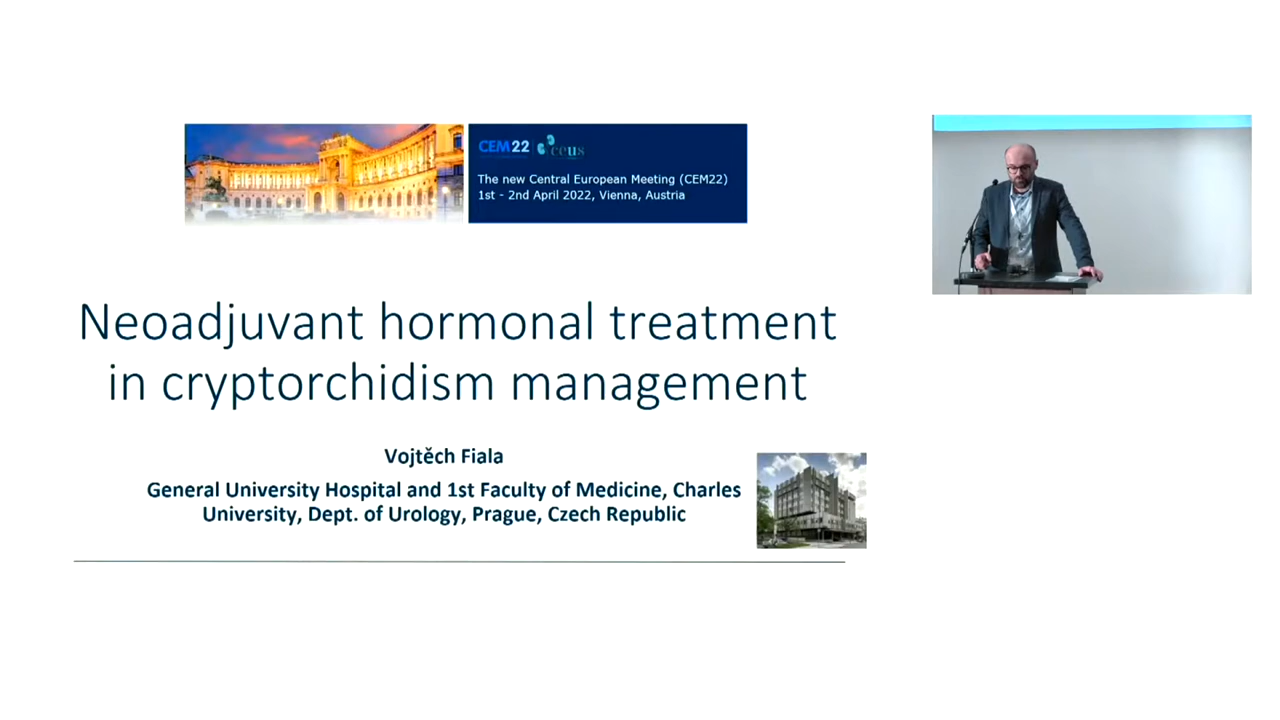 CEM22 ceus
The new Central European Meeting (CEM22)
1st - 2nd April 2022, Vienna, Austria
Neoadjuvant hormonal treatment
in cryptorchidism management
Vojtěch Fiala
General University Hospital and 1st Faculty of Medicine, Charles
University, Dept. of Urology, Prague, Czech Republic